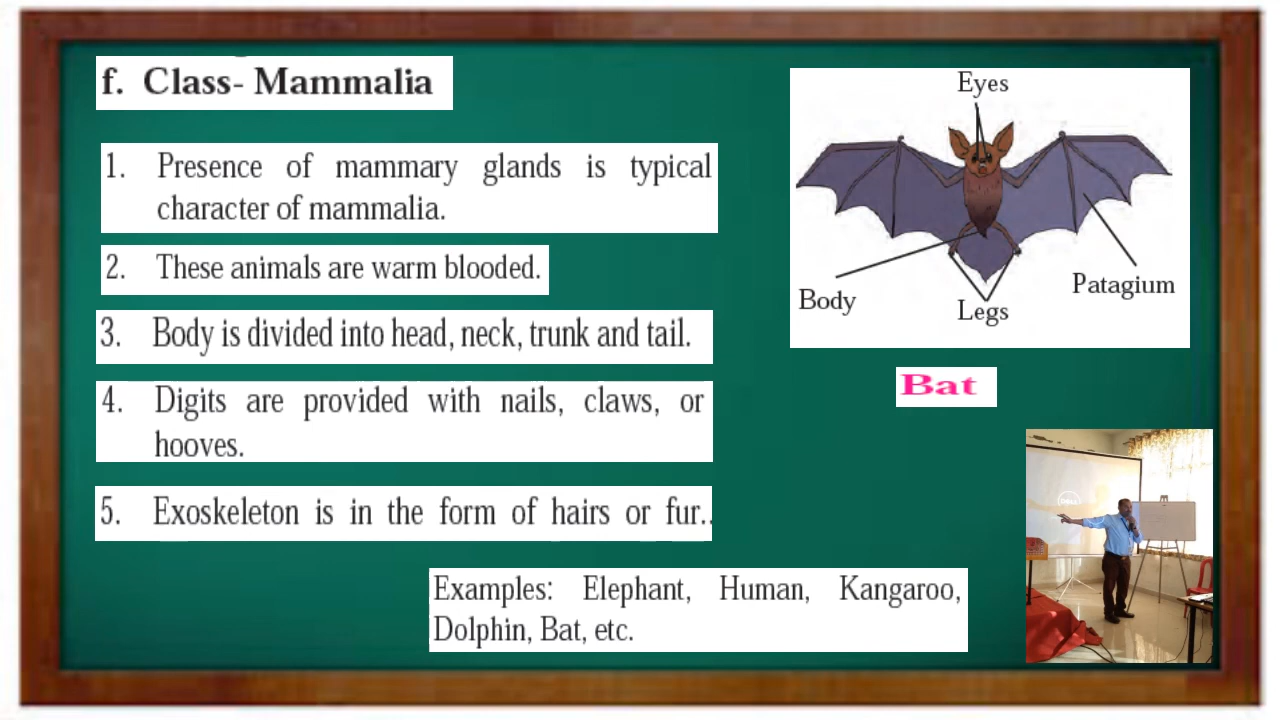 f. Class- Mammalia
1. Presence of mammary glands is typical
character of mammalia.
2. These animals are warm blooded.
3. Body is divided into head, neck, trunk and tail.
4. Digits are provided with nails, claws, or
hooves.
5. Exoskeleton is in the form of hairs or fur..
Examples: Elephant, Human, Kangaroo,
Dolphin, Bat, etc.
Eyes
Patagium
Body
Legs
Bat
DELL